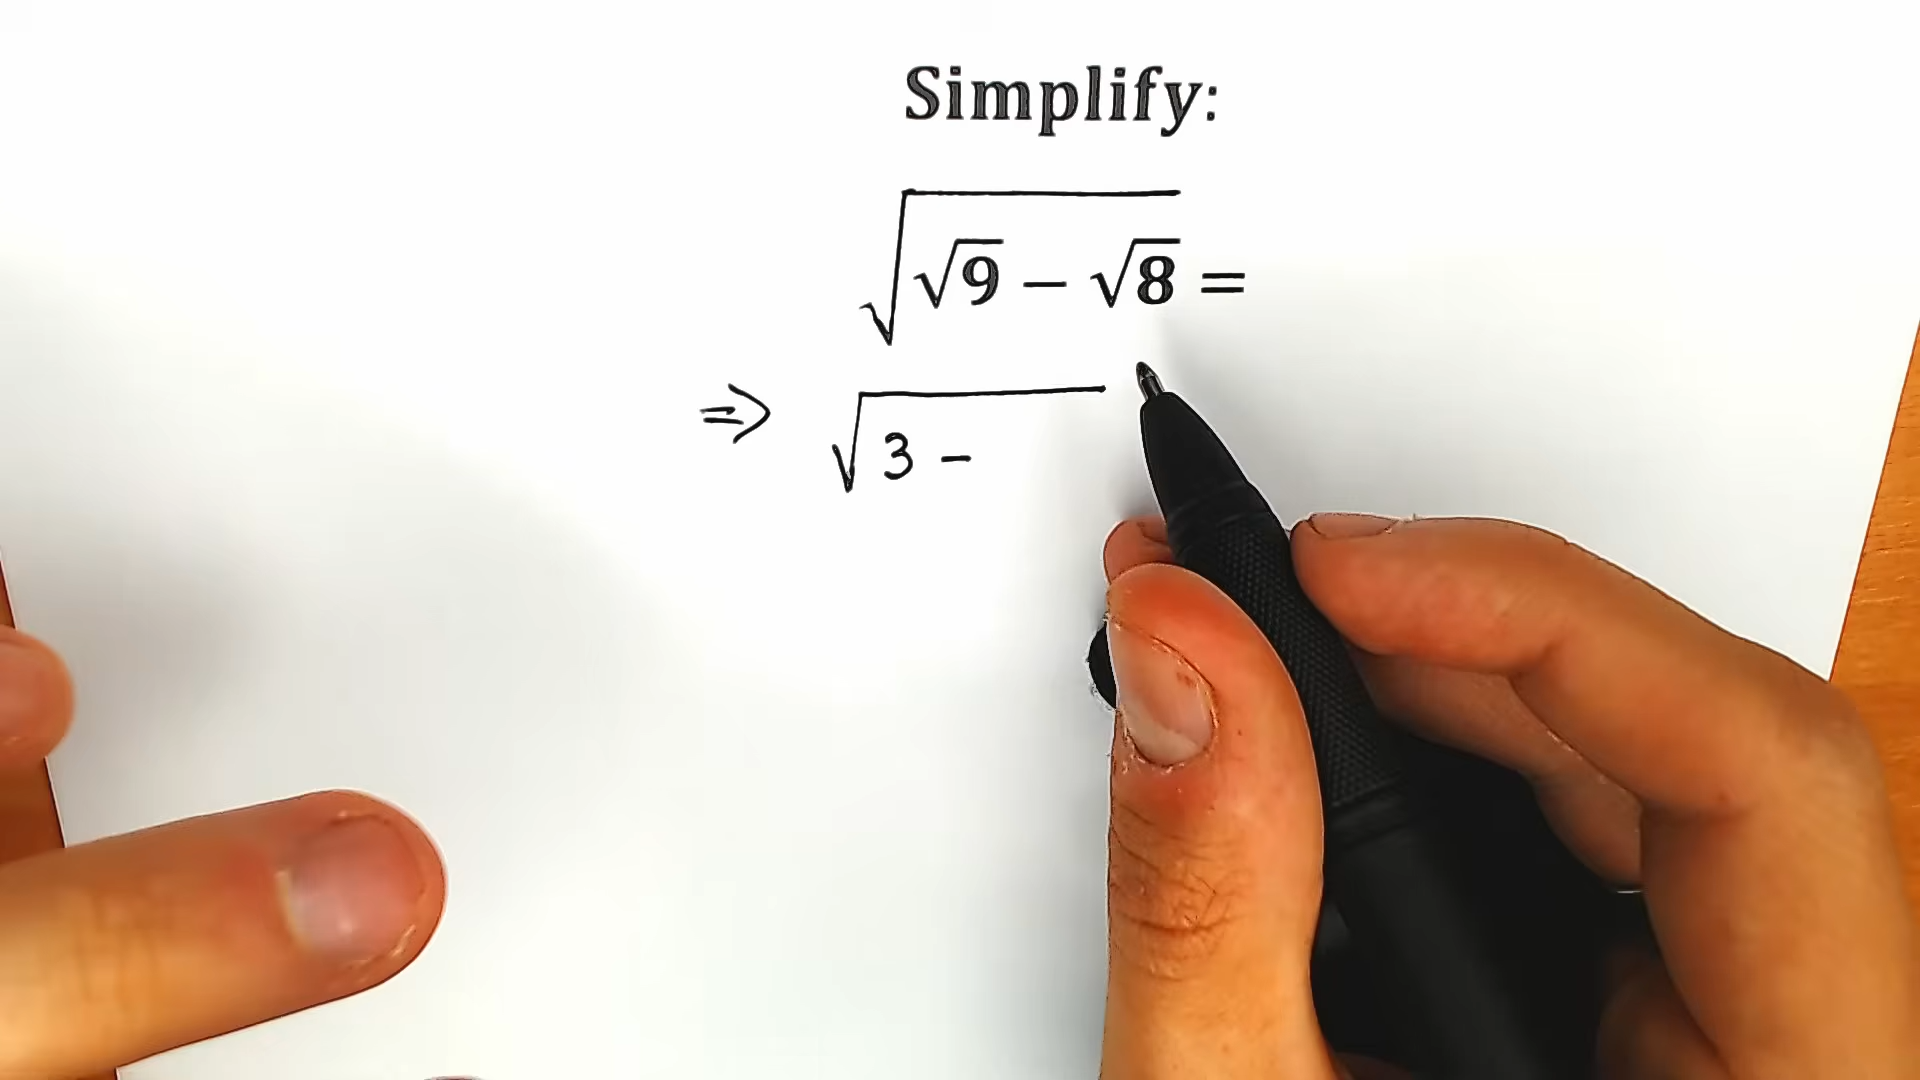 Simplify:
√(√9 − √8) =
⇒ √(3 −